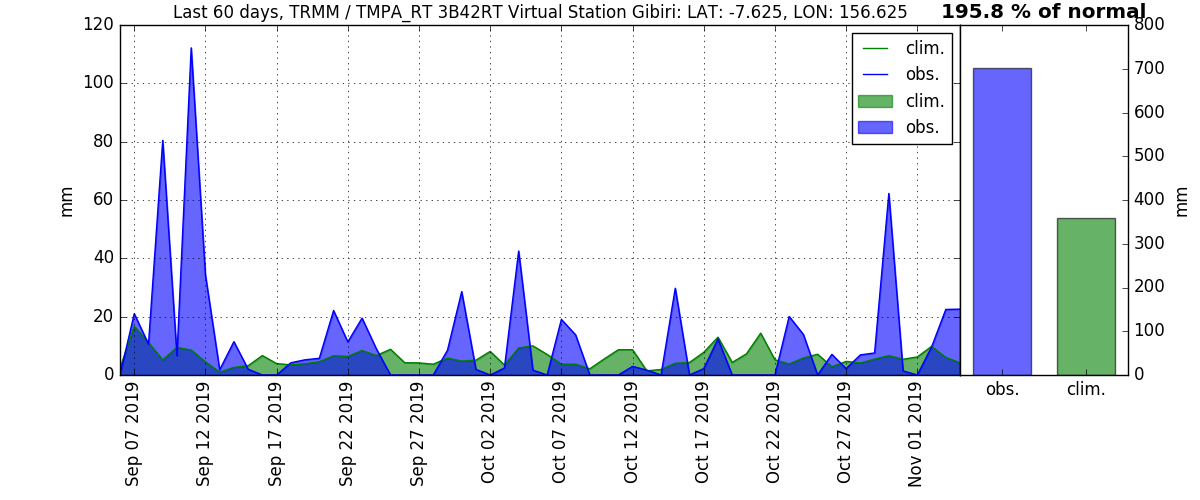 Last 60 days, TRMM / TMPA_RT 3B42RT Virtual Station Gibiri: LAT: -7.625, LON: 156.625
195.8 % of normal
120
100
80
60
40
20
0
mm
clim.
obs.
clim.
obs.
800
700
600
500
400
300
200
100
0
mm
Sep 07 2019
Sep 12 2019
Sep 17 2019
Sep 22 2019
Sep 27 2019
Oct 02 2019
Oct 07 2019
Oct 12 2019
Oct 17 2019
Oct 22 2019
Oct 27 2019
Nov 01 2019
obs.
clim.